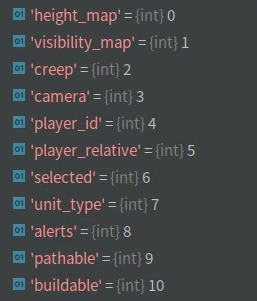 01 'height_map' = {int} 0
01 'visibility_map' = {int} 1
01 'creep' = {int} 2
01 'camera' = {int} 3
01 'player_id' = {int} 4
01 'player_relative' = {int} 5
01 'selected' = {int} 6
01 'unit_type' = {int} 7
01 'alerts' = {int} 8
01 'pathable' = {int} 9
01 'buildable' = {int} 10